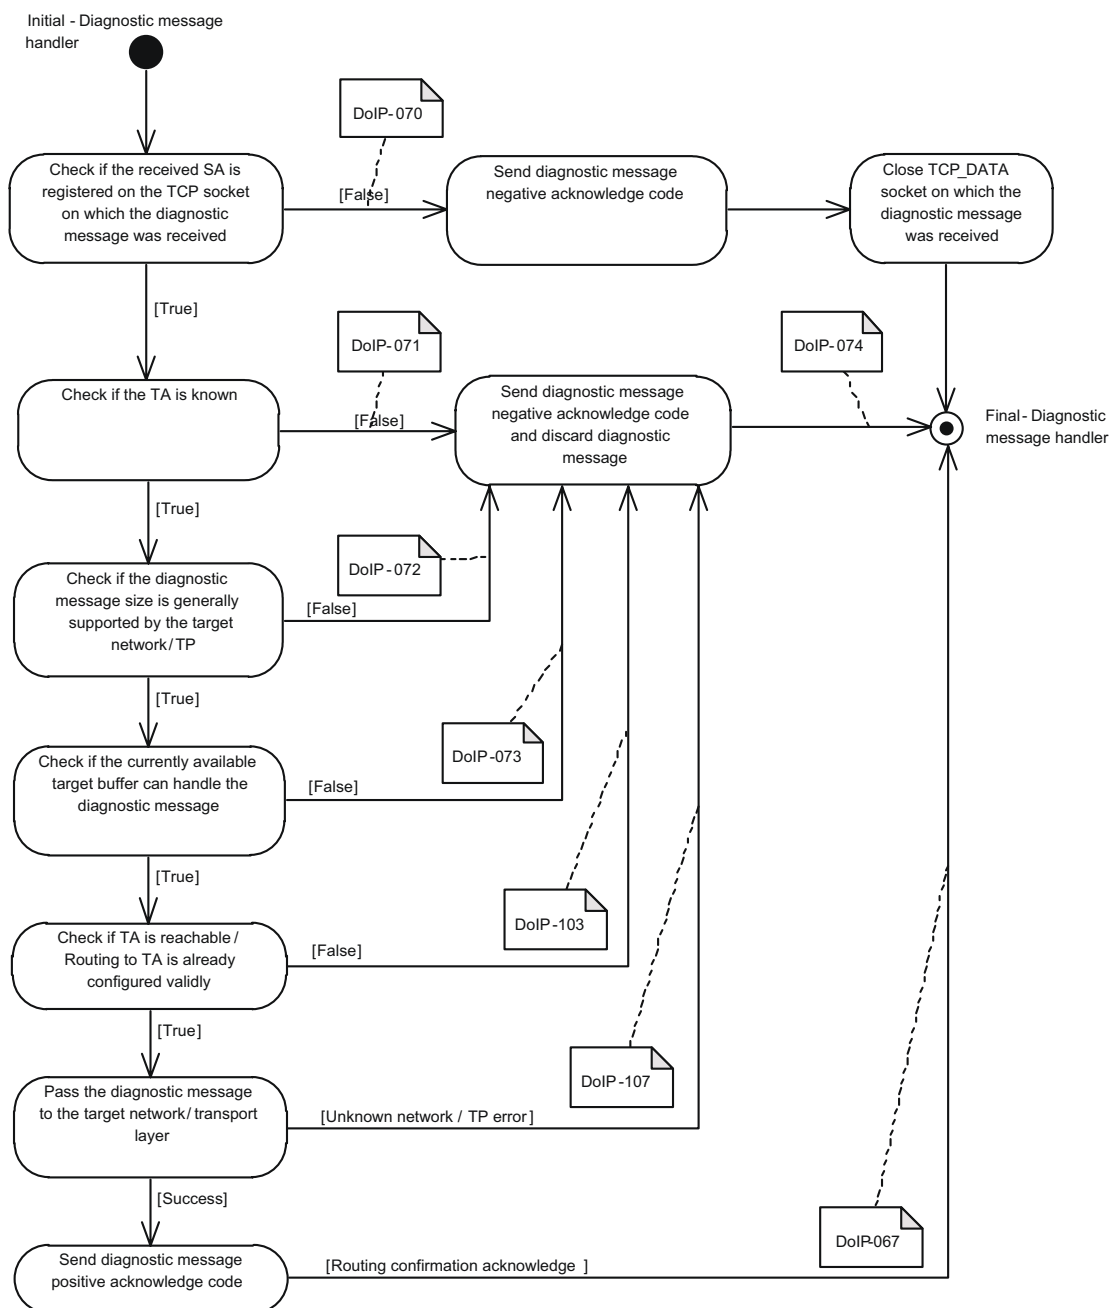 Initial - Diagnostic message
handler
DoIP-070
Check if the received SA is
registered on the TCP socket
on which the diagnostic
message was received
[False]
Send diagnostic message
negative acknowledge code
Close TCP_DATA
socket on which the
diagnostic message
was received
[True]
DoIP-071
DoIP-074
Check if the TA is known
[False]
Send diagnostic message
negative acknowledge code
and discard diagnostic
message
Final - Diagnostic
message handler
[True]
DoIP-072
Check if the diagnostic
message size is generally
supported by the target
network/TP
[False]
[True]
DoIP-073
Check if the currently available
target buffer can handle the
diagnostic message
[False]
[True]
DoIP-103
Check if TA is reachable/
Routing to TA is already
configured validly
[False]
[True]
DoIP-107
Pass the diagnostic message
to the target network/transport
layer
[Unknown network / TP error]
[Success]
DoIP-067
Send diagnostic message
positive acknowledge code
[Routing confirmation acknowledge ]